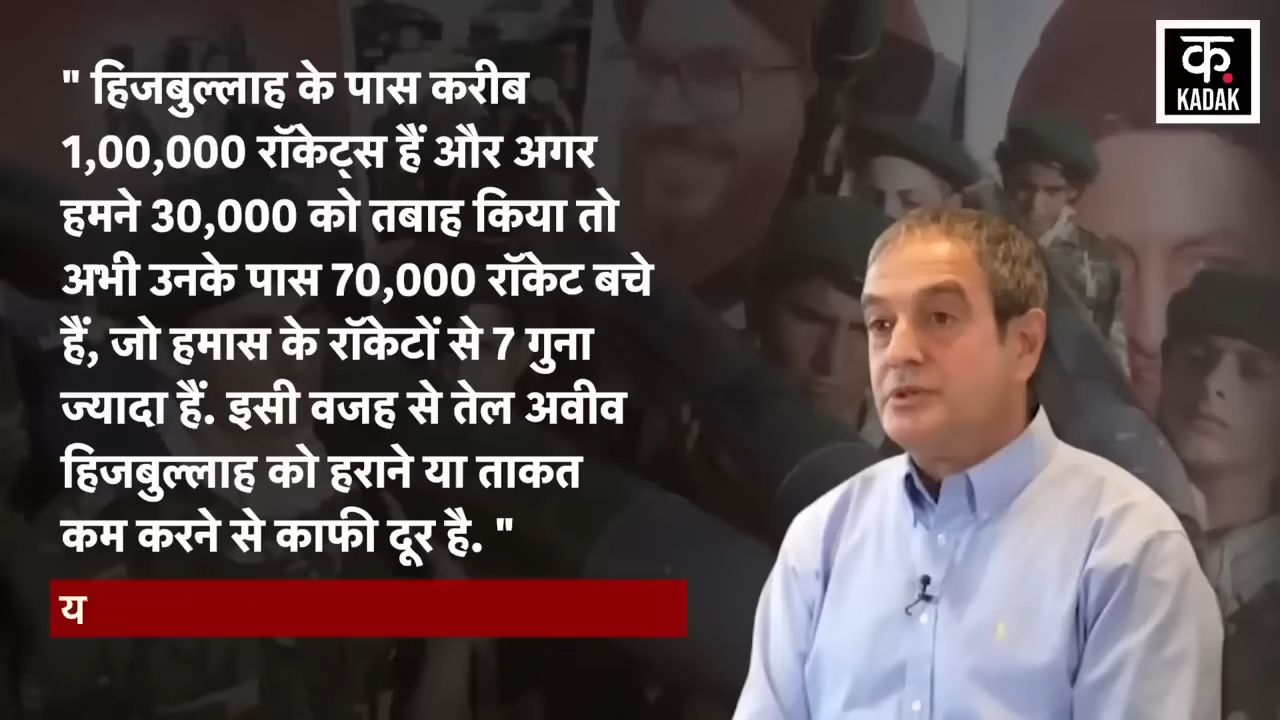 " हिजबुल्लाह के पास करीब
1,00,000 रॉकेट्स हैं और अगर
हमने 30,000 को तबाह किया तो
अभी उनके पास 70,000 रॉकेट बचे
हैं, जो हमास के रॉकेटों से 7 गुना
ज्यादा हैं. इसी वजह से तेल अवीव
हिजबुल्लाह को हराने या ताकत
कम करने से काफी दूर है. "
य
क
KADAK